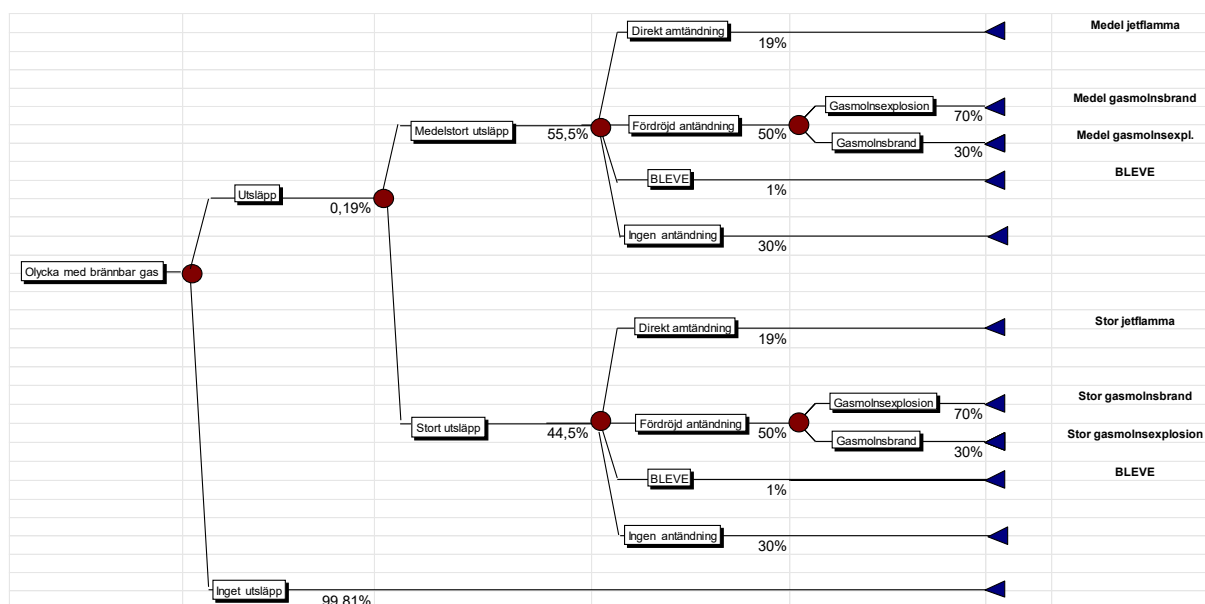 Direkt amtändning
19%
Medel jetflamma
Gasmolnsexplosion
70%
Medel gasmolnsbrand
Medelstort utsläpp
55,5%
Fördröjd antändning
50%
Gasmolnsbrand
30%
Medel gasmolnsexpl.
BLEVE
1%
BLEVE
Utsläpp
0,19%
Ingen antändning
30%
Olycka med brännbar gas
Direkt amtändning
19%
Stor jetflamma
Gasmolnsexplosion
70%
Stor gasmolnsbrand
Stort utsläpp
44,5%
Fördröjd antändning
50%
Gasmolnsbrand
30%
Stor gasmolnsexplosion
BLEVE
1%
BLEVE
Ingen antändning
30%
Inget utsläpp
99,81%